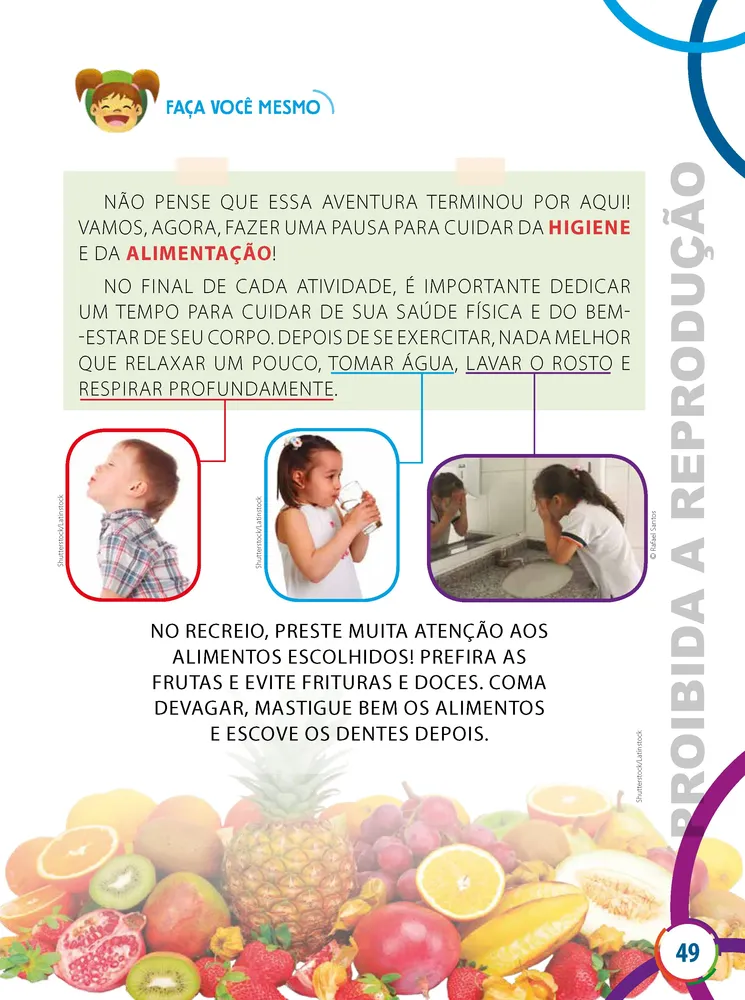 FAÇA VOCÊ MESMO
NÃO PENSE QUE ESSA AVENTURA TERMINOU POR AQUI!
VAMOS, AGORA, FAZER UMA PAUSA PARA CUIDAR DA HIGIENE
E DA ALIMENTAÇÃO!
NO FINAL DE CADA ATIVIDADE, É IMPORTANTE DEDICAR
UM TEMPO PARA CUIDAR DE SUA SAÚDE FÍSICA E DO BEM-
-ESTAR DE SEU CORPO. DEPOIS DE SE EXERCITAR, NADA MELHOR
QUE RELAXAR UM POUCO, TOMAR ÁGUA, LAVAR O ROSTO E
RESPIRAR PROFUNDAMENTE.
Shutterstock/Latinstock
Shutterstock/Latinstock
© Rafael Santos
NO RECREIO, PRESTE MUITA ATENÇÃO AOS
ALIMENTOS ESCOLHIDOS! PREFIRA AS
FRUTAS E EVITE FRITURAS E DOCES. COMA
DEVAGAR, MASTIGUE BEM OS ALIMENTOS
E ESCOVE OS DENTES DEPOIS.
Shutterstock/Latinstock
PROIBIDA A REPRODUÇÃO
49